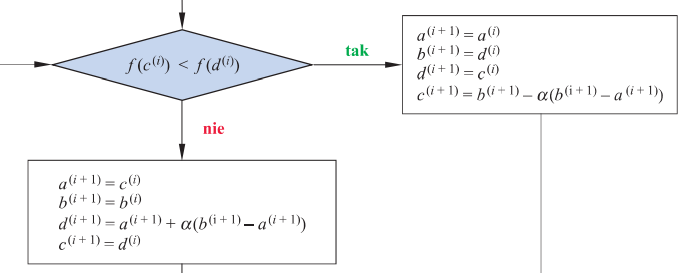 f(c⁽ⁱ⁾) < f(d⁽ⁱ⁾)
tak
a⁽ⁱ ⁺ ¹⁾ = a⁽ⁱ⁾
b⁽ⁱ ⁺ ¹⁾ = d⁽ⁱ⁾
d⁽ⁱ ⁺ ¹⁾ = c⁽ⁱ⁾
c⁽ⁱ ⁺ ¹⁾ = b⁽ⁱ ⁺ ¹⁾ − α(b⁽ⁱ ⁺ ¹⁾ − a⁽ⁱ ⁺ ¹⁾)
nie
a⁽ⁱ ⁺ ¹⁾ = c⁽ⁱ⁾
b⁽ⁱ ⁺ ¹⁾ = b⁽ⁱ⁾
d⁽ⁱ ⁺ ¹⁾ = a⁽ⁱ ⁺ ¹⁾ + α(b⁽ⁱ ⁺ ¹⁾ − a⁽ⁱ ⁺ ¹⁾)
c⁽ⁱ ⁺ ¹⁾ = d⁽ⁱ⁾